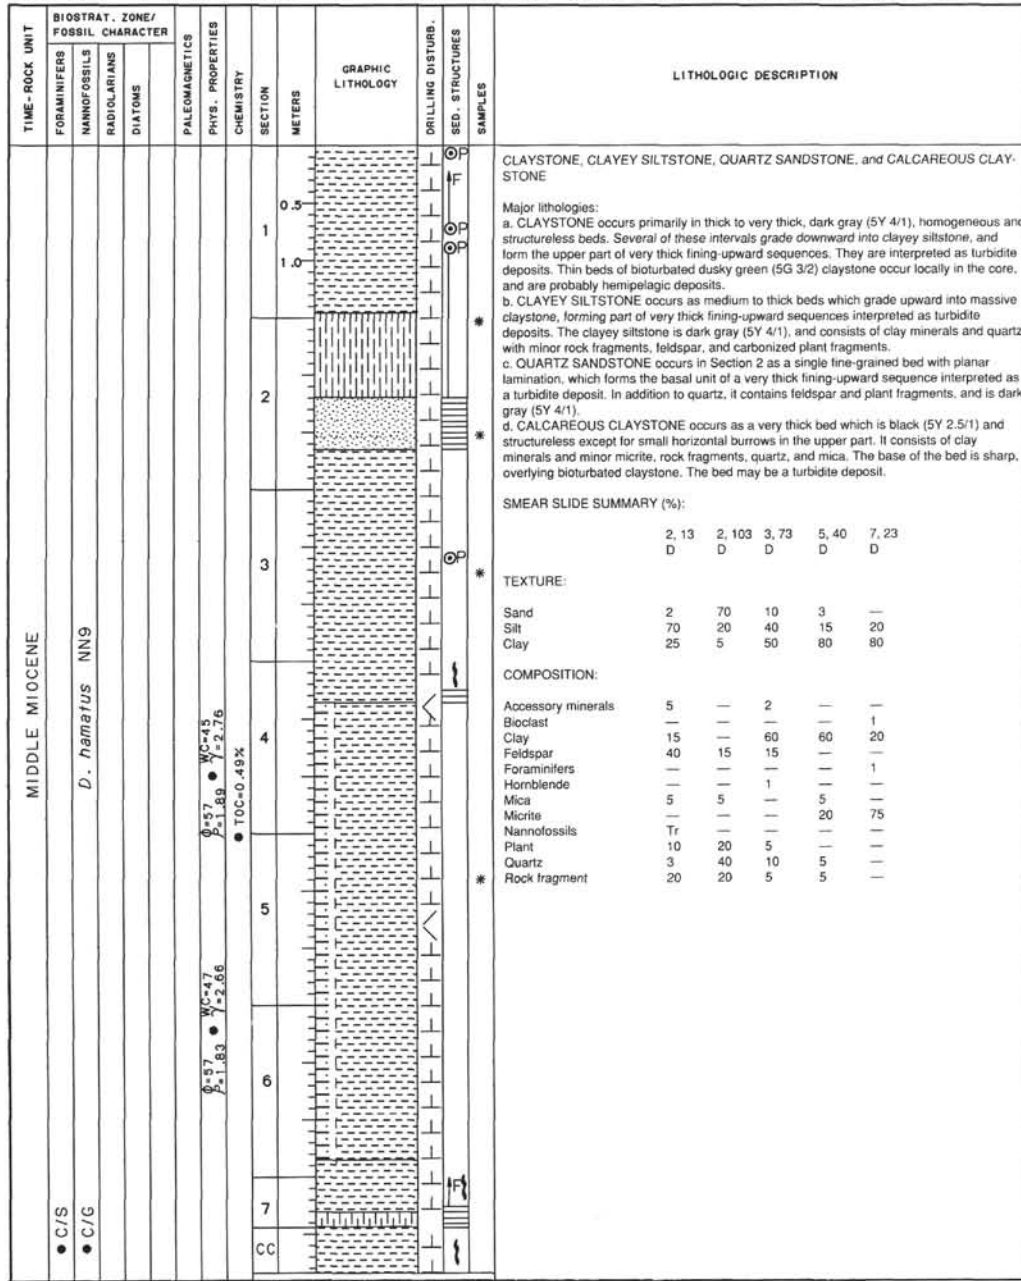 TIME-ROCK UNIT
BIOSTRAT. ZONE/
FOSSIL CHARACTER
FORAMINIFERS
NANNOFOSSILS
RADIOLARIANS
DIATOMS
PALEOMAGNETICS
PHYS. PROPERTIES
CHEMISTRY
SECTION
METERS
GRAPHIC
LITHOLOGY
DRILLING DISTURB.
SED. STRUCTURES
SAMPLES
LITHOLOGIC DESCRIPTION
MIDDLE MIOCENE
● C/S
D. hamatus NN9
● C/G
Φ=57 ● WC=45
ρ=1.89 γ=2.76
Φ=57 ● WC=47
ρ=1.83 γ=2.66
● TOC=0.49%
1
2
3
4
5
6
7
CC
0.5
1.0
P
F
P
P
*
*
P
*
*
F
CLAYSTONE, CLAYEY SILTSTONE, QUARTZ SANDSTONE, and CALCAREOUS CLAY-
STONE
Major lithologies:
a. CLAYSTONE occurs primarily in thick to very thick, dark gray (5Y 4/1), homogeneous and
structureless beds. Several of these intervals grade downward into clayey siltstone, and
form the upper part of very thick fining-upward sequences. They are interpreted as turbidite
deposits. Thin beds of bioturbated dusky green (5G 3/2) claystone occur locally in the core,
and are probably hemipelagic deposits.
b. CLAYEY SILTSTONE occurs as medium to thick beds which grade upward into massive
claystone, forming part of very thick fining-upward sequences interpreted as turbidite
deposits. The clayey siltstone is dark gray (5Y 4/1), and consists of clay minerals and quartz
with minor rock fragments, feldspar, and carbonized plant fragments.
c. QUARTZ SANDSTONE occurs in Section 2 as a single fine-grained bed with planar
lamination, which forms the basal unit of a very thick fining-upward sequence interpreted as
a turbidite deposit. In addition to quartz, it contains feldspar and plant fragments, and is dark
gray (5Y 4/1).
d. CALCAREOUS CLAYSTONE occurs as a very thick bed which is black (5Y 2.5/1) and
structureless except for small horizontal burrows in the upper part. It consists of clay
minerals and minor micrite, rock fragments, quartz, and mica. The base of the bed is sharp,
overlying bioturbated claystone. The bed may be a turbidite deposit.
SMEAR SLIDE SUMMARY (%):
2, 13 2, 103 3, 73 5, 40 7, 23
D D D D D
TEXTURE:
Sand 2 70 10 3 —
Silt 70 20 40 15 20
Clay 25 5 50 80 80
COMPOSITION:
Accessory minerals 5 — 2 — —
Bioclast — — — — 1
Clay 15 — 60 60 20
Feldspar 40 15 15 — —
Foraminifers — — — — 1
Hornblende — — 1 — —
Mica 5 5 — 5 —
Micrite — — — 20 75
Nannofossils Tr — — — —
Plant 10 20 5 — —
Quartz 3 40 10 5 —
Rock fragment 20 20 5 5 —